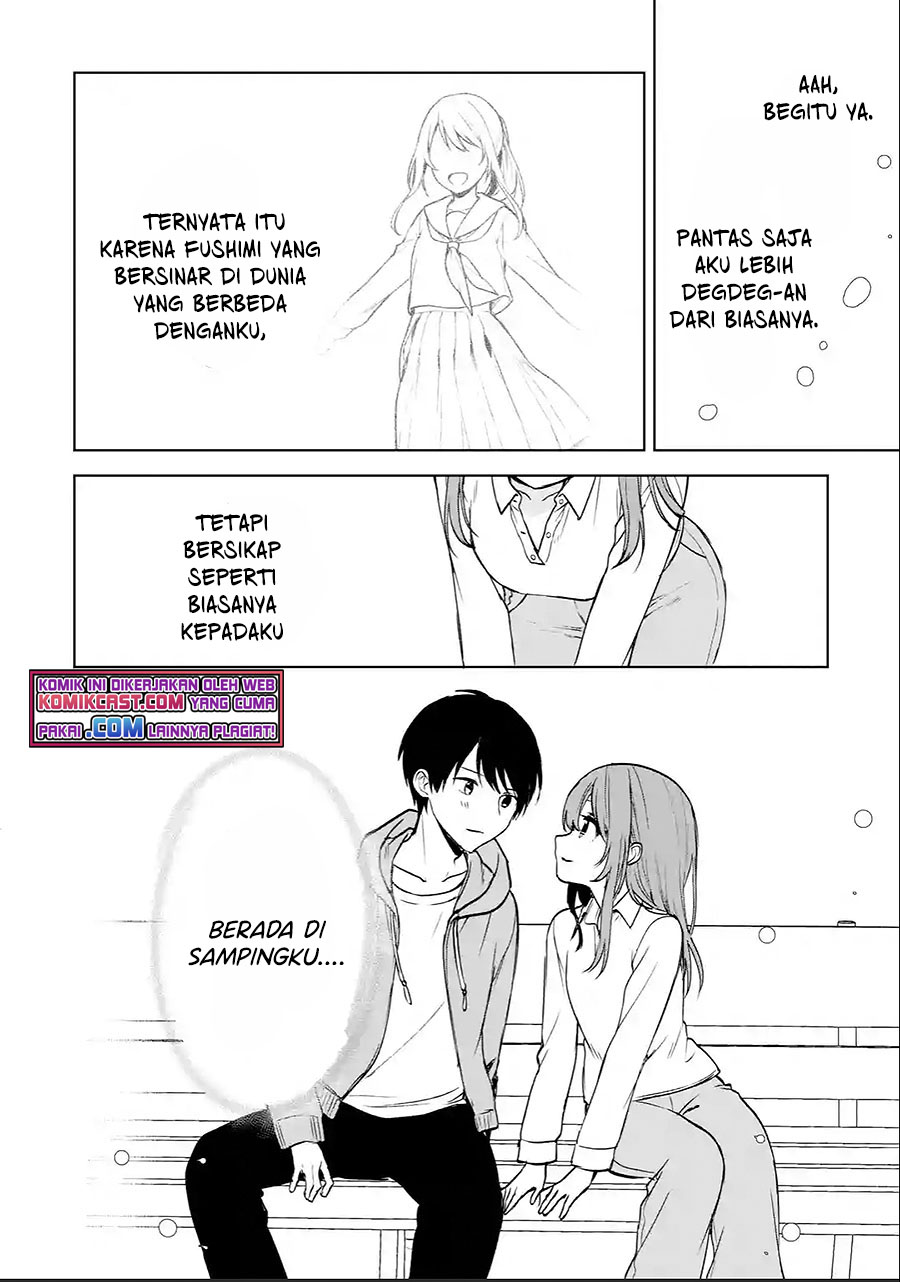 AAH,
BEGITU YA.
PANTAS SAJA
AKU LEBIH
DEGDEG-AN
DARI BIASANYA.
TERNYATA ITU
KARENA FUSHIMI YANG
BERSINAR DI DUNIA
YANG BERBEDA
DENGANKU,
TETAPI
BERSIKAP
SEPERTI
BIASANYA
KEPADAKU
KOMIK INI DIKERJAKAN OLEH WEB
KOMIKCAST.COM YANG CUMA
PAKAI .COM LAINNYA PLAGIAT!
BERADA DI
SAMPINGKU....